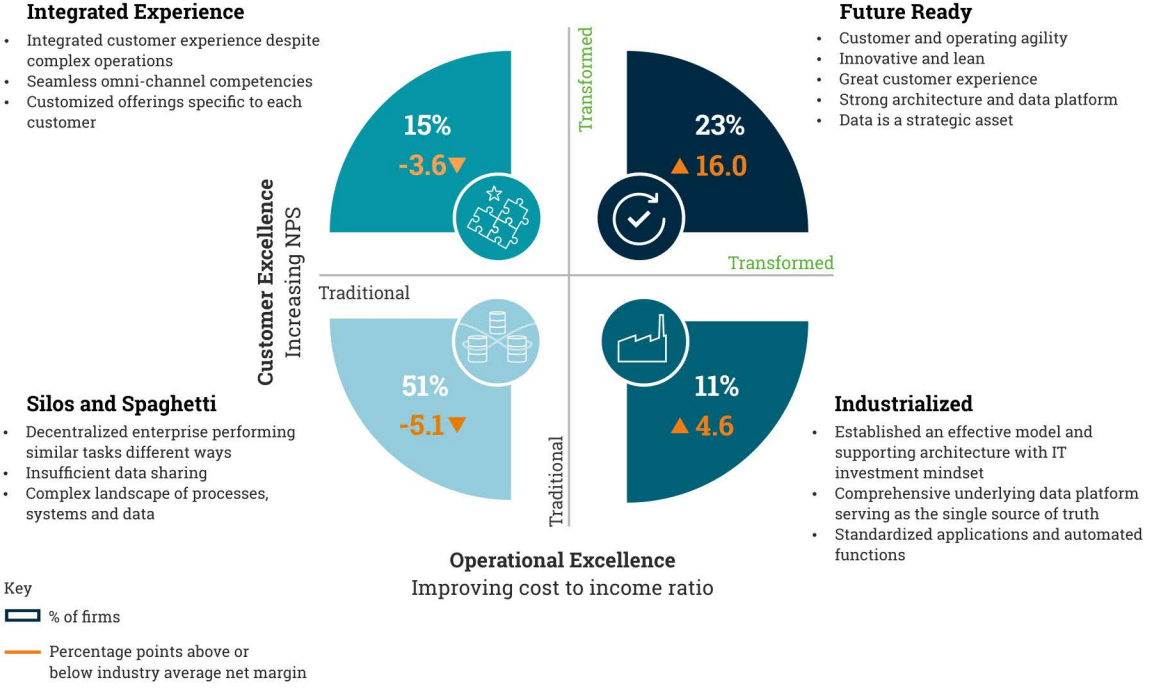 Integrated Experience
• Integrated customer experience despite
complex operations
• Seamless omni-channel competencies
• Customized offerings specific to each
customer
Future Ready
• Customer and operating agility
• Innovative and lean
• Great customer experience
• Strong architecture and data platform
• Data is a strategic asset
Transformed
15%
-3.6▼
23%
▲ 16.0
Customer Excellence
Increasing NPS
Transformed
Traditional
51%
-5.1▼
11%
▲ 4.6
Traditional
Silos and Spaghetti
• Decentralized enterprise performing
similar tasks different ways
• Insufficient data sharing
• Complex landscape of processes,
systems and data
Industrialized
• Established an effective model and
supporting architecture with IT
investment mindset
• Comprehensive underlying data platform
serving as the single source of truth
• Standardized applications and automated
functions
Operational Excellence
Improving cost to income ratio
Key
% of firms
Percentage points above or
below industry average net margin